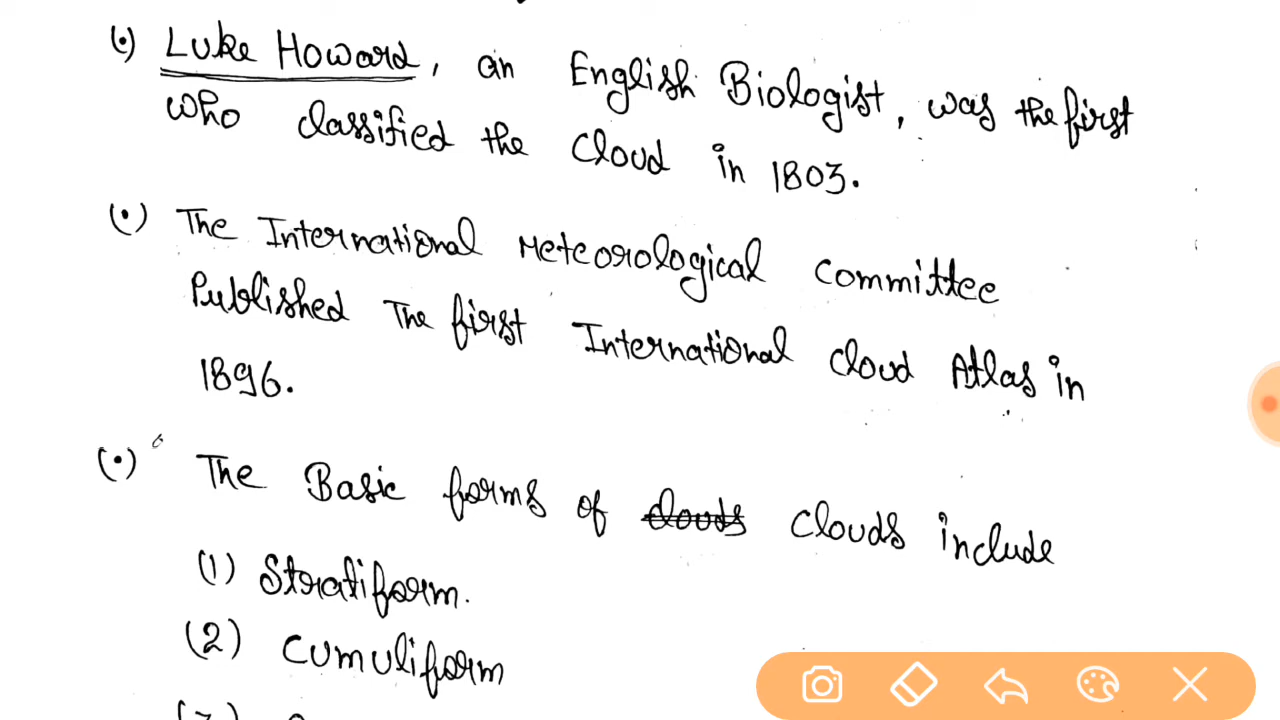 (•) Luke Howard, an English Biologist, was the first
who classified the Cloud in 1803.
(•) The International Meteorological Committee
Published The first International Cloud Atlas in
1896.
(•) The Basic forms of clouds Clouds include
(1) Stratiform.
(2) Cumuliform